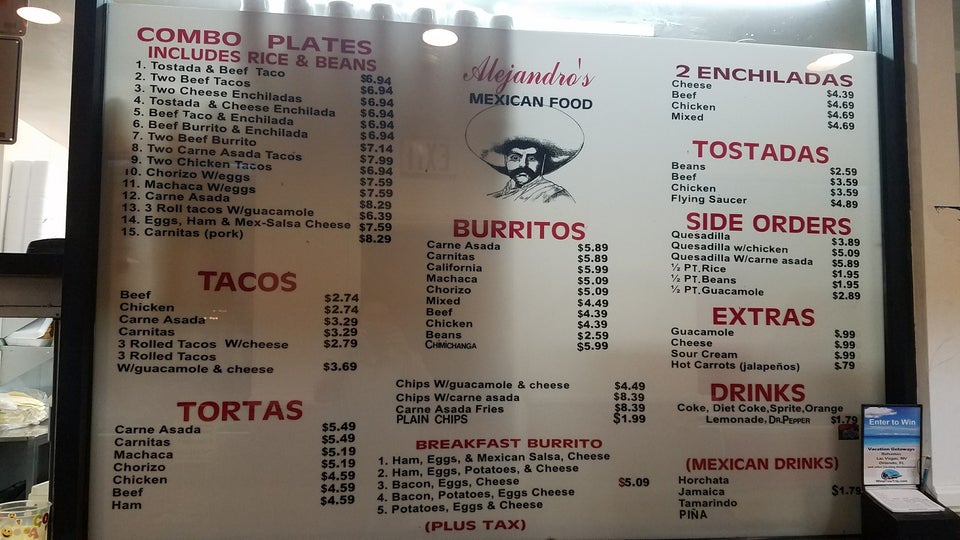 COMBO PLATES
INCLUDES RICE & BEANS
1. Tostada & Beef Taco $6.94
2. Two Beef Tacos $6.94
3. Two Cheese Enchiladas $6.94
4. Tostada & Cheese Enchilada $6.94
5. Beef Taco & Enchilada $6.94
6. Beef Burrito & Enchilada $7.14
7. Two Beef Burrito $7.99
8. Two Carne Asada Tacos $6.94
9. Two Chicken Tacos $7.59
10. Chorizo W/eggs $7.59
11. Machaca W/eggs $8.29
12. Carne Asada $6.39
13. 3 Roll tacos W/guacamole $7.59
14. Eggs, Ham & Mex-Salsa Cheese $8.29
15. Carnitas (pork)
TACOS
Beef $2.74
Chicken $2.74
Carne Asada $3.29
Carnitas $3.29
3 Rolled Tacos W/cheese $2.79
3 Rolled Tacos
W/guacamole & cheese $3.69
TORTAS
Carne Asada $5.49
Carnitas $5.49
Machaca $5.19
Chorizo $5.19
Chicken $4.59
Beef $4.59
Ham $4.59
Alejandro's
MEXICAN FOOD
BURRITOS
Carne Asada $5.89
Carnitas $5.89
California $5.99
Machaca $5.09
Chorizo $5.09
Mixed $4.49
Beef $4.39
Chicken $4.39
Beans $2.59
CHIMICHANGA $5.99
Chips W/guacamole & cheese $4.49
Chips W/carne asada $8.39
Carne Asada Fries $8.39
PLAIN CHIPS $1.99
BREAKFAST BURRITO
1. Ham, Eggs, & Mexican Salsa, Cheese
2. Ham, Eggs, Potatoes, & Cheese
3. Bacon, Eggs, Cheese $5.09
4. Bacon, Potatoes, Eggs Cheese
5. Potatoes, Eggs & Cheese
(PLUS TAX)
2 ENCHILADAS
Cheese $4.39
Beef $4.69
Chicken $4.69
Mixed $4.69
TOSTADAS
Beans $2.59
Beef $3.59
Chicken $3.59
Flying Saucer $4.89
SIDE ORDERS
Quesadilla $3.89
Quesadilla w/chicken $5.09
Quesadilla W/carne asada $5.89
½ PT. Rice $1.95
½ PT. Beans $1.95
½ PT. Guacamole $2.89
EXTRAS
Guacamole $.99
Cheese $.99
Sour Cream $.99
Hot Carrots (jalapeños) $.79
DRINKS
Coke, Diet Coke,Sprite,Orange
Lemonade, DR.PEPPER $1.79
(MEXICAN DRINKS)
Horchata
Jamaica $1.79
Tamarindo
PIÑA
Enter to Win
Vacation Getaways
Bahamas
Las Vegas, NV
Orlando, FL